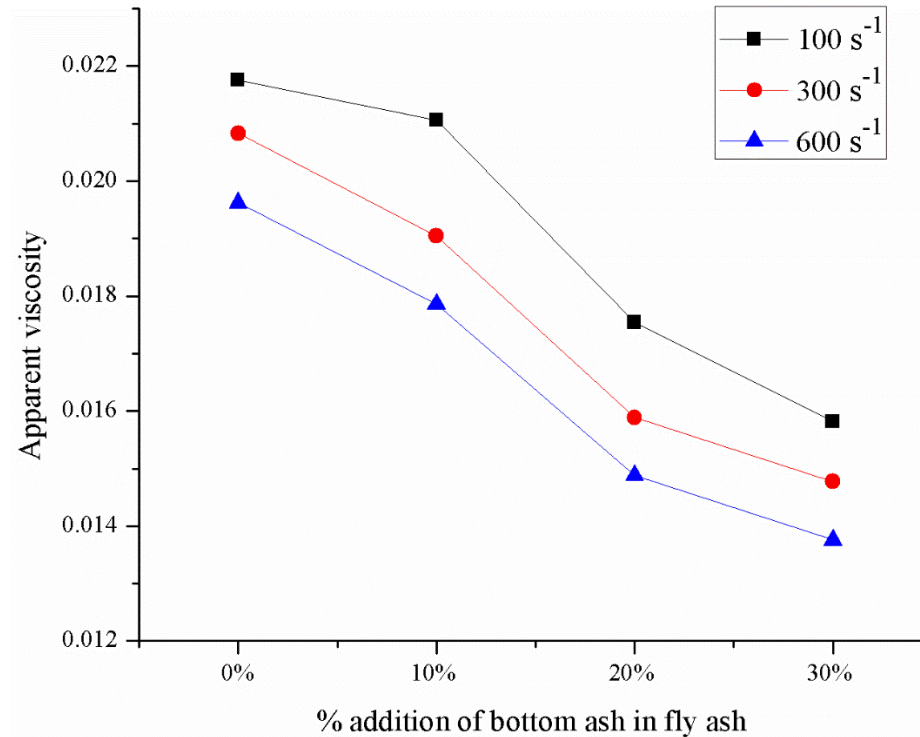 100 s⁻¹
300 s⁻¹
600 s⁻¹
0.022
0.020
0.018
0.016
0.014
0.012
Apparent viscosity
0% 10% 20% 30%
% addition of bottom ash in fly ash